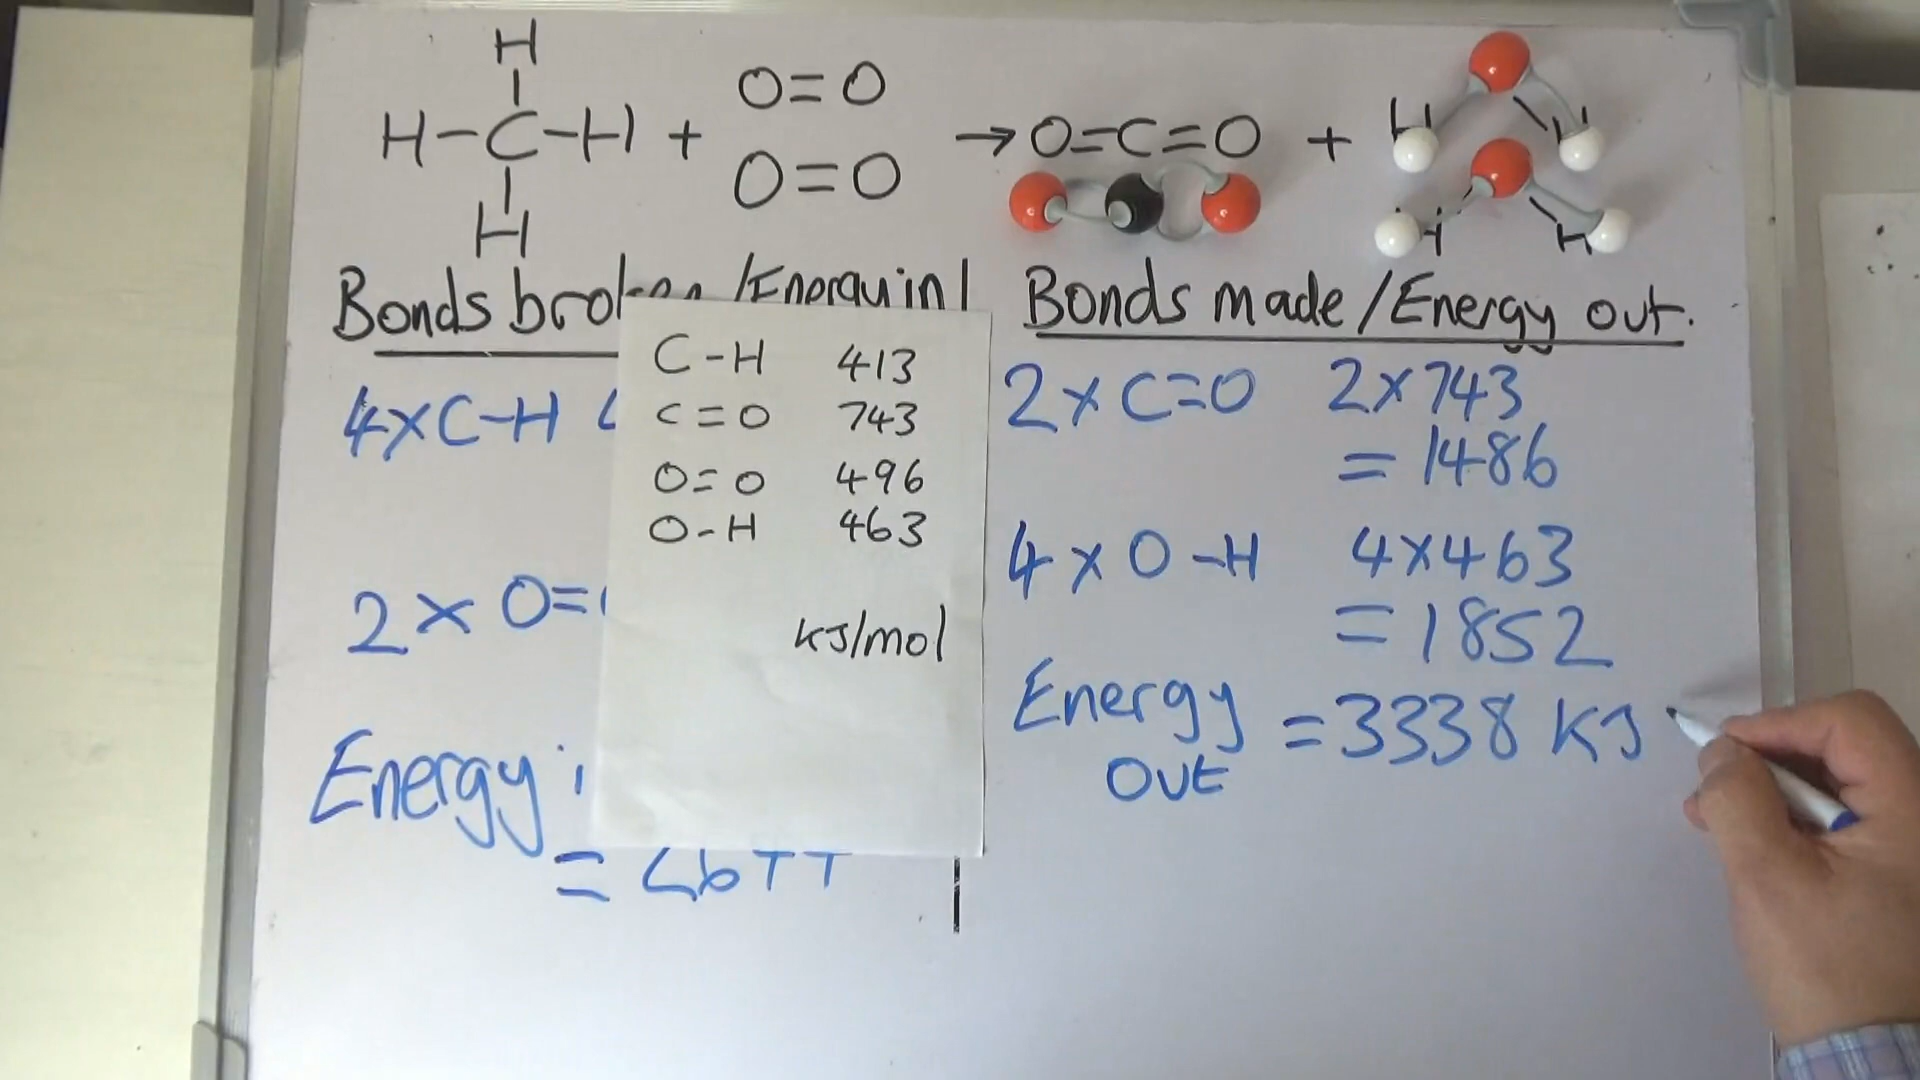 H
H-C-H + O=O → O=C=O + H H
O=O
H H H
Bonds made/Energy out.
Bonds
C-H 413
C=O 743
O=O 496
O-H 463
kJ/mol
4×C-H
2 × O=
Energy
=
2 × C=O 2×743
= 1486
4 × O-H 4×463
= 1852
Energy out = 3338 KJ